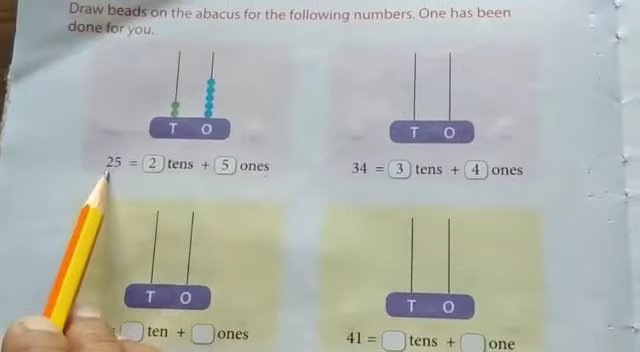 Draw beads on the abacus for the following numbers. One has been
done for you.
T O
T O
25 = 2 tens + 5 ones
34 = 3 tens + 4 ones
T O
T O
= ten + ones
41 = tens + one